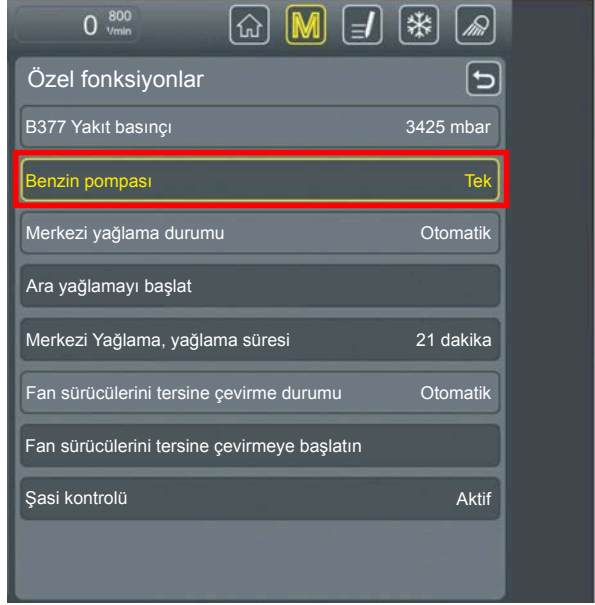 0 800
1/min
M
Özel fonksiyonlar
B377 Yakıt basınçı 3425 mbar
Benzin pompası Tek
Merkezi yağlama durumu Otomatik
Ara yağlamayı başlat
Merkezi Yağlama, yağlama süresi 21 dakika
Fan sürücülerini tersine çevirme durumu Otomatik
Fan sürücülerini tersine çevirmeye başlatın
Şasi kontrolü Aktif